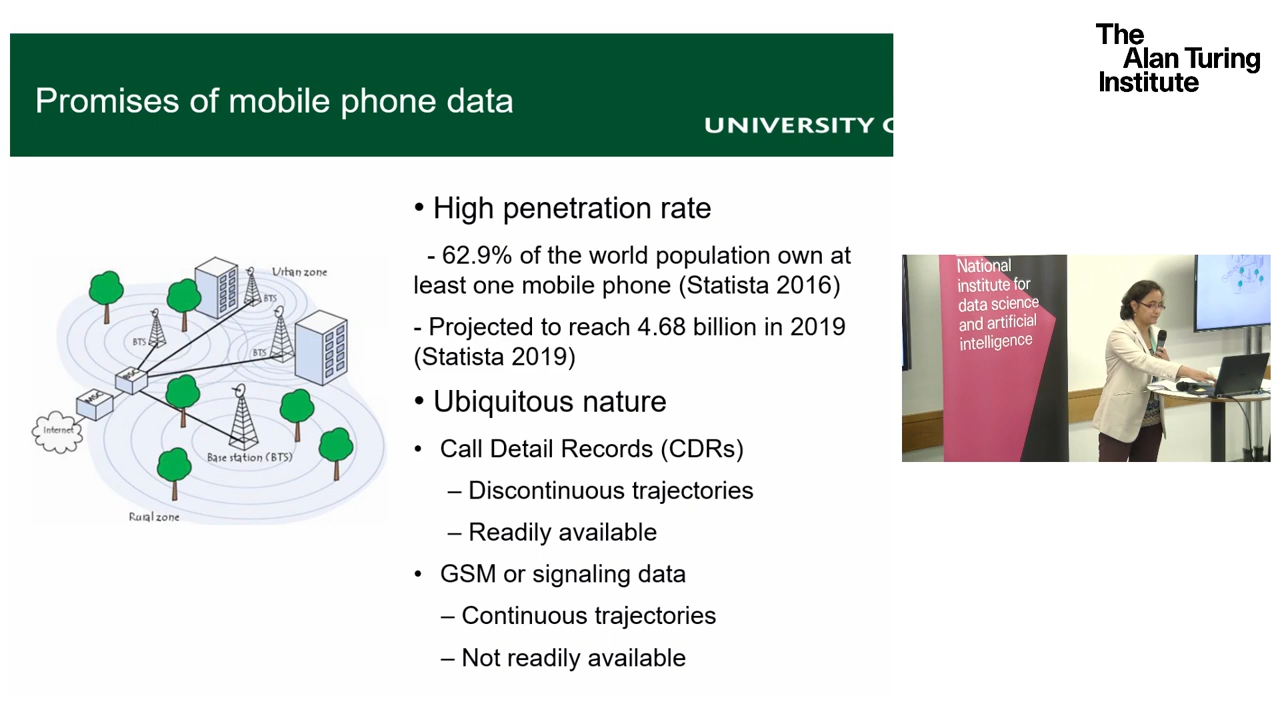 The
Alan Turing
Institute
Promises of mobile phone data
UNIVERSITY
• High penetration rate
- 62.9% of the world population own at
least one mobile phone (Statista 2016)
- Projected to reach 4.68 billion in 2019
(Statista 2019)
• Ubiquitous nature
• Call Detail Records (CDRs)
– Discontinuous trajectories
– Readily available
• GSM or signaling data
– Continuous trajectories
– Not readily available
Urban zone
BTS
BTS
BTS
BSC
MSC
Internet
Base station (BTS)
Rural zone
National
institute for
data science
and artificial
intelligence